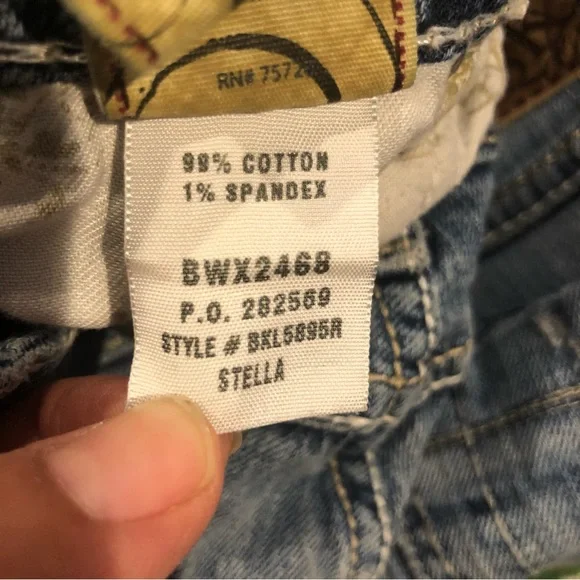 RN# 7572
99% COTTON
1% SPANDEX
BWX2468
P.O. 282569
STYLE # BKL5895R
STELLA